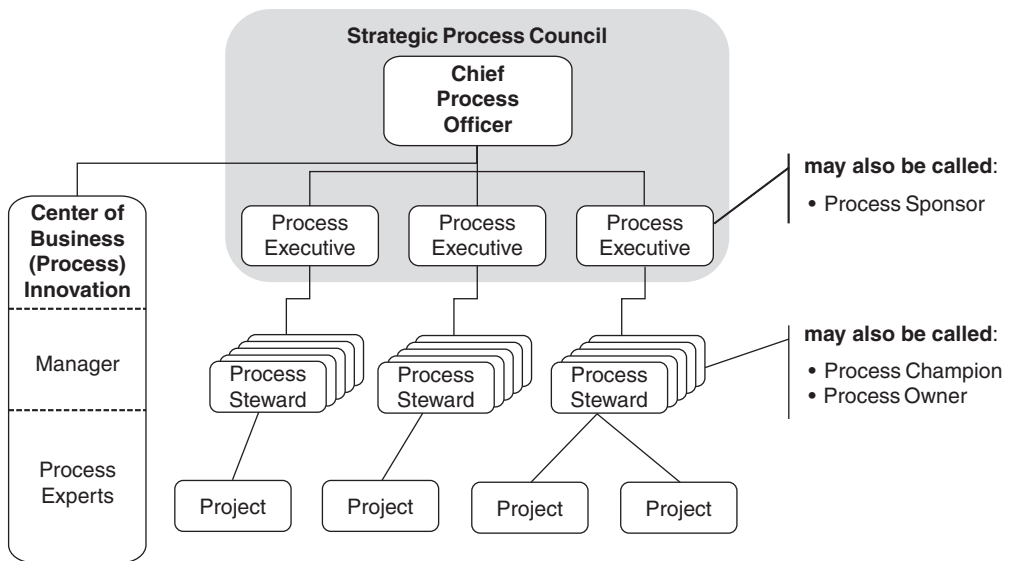 Strategic Process Council
Chief
Process
Officer
Center of
Business
(Process)
Innovation
Manager
Process
Experts
Process
Executive
Process
Executive
Process
Executive
may also be called:
• Process Sponsor
Process
Steward
Process
Steward
Process
Steward
may also be called:
• Process Champion
• Process Owner
Project
Project
Project
Project